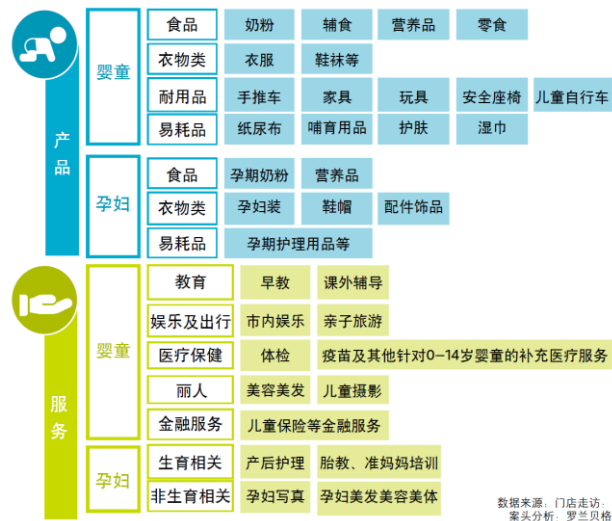 产品
婴童
食品 奶粉 辅食 营养品 零食
衣物类 衣服 鞋袜等
耐用品 手推车 家具 玩具 安全座椅 儿童自行车
易耗品 纸尿布 哺育用品 护肤 湿巾
孕妇
食品 孕期奶粉 营养品
衣物类 孕妇装 鞋帽 配件饰品
易耗品 孕期护理用品等
服务
婴童
教育 早教 课外辅导
娱乐及出行 市内娱乐 亲子旅游
医疗保健 体检 疫苗及其他针对0–14岁婴童的补充医疗服务
丽人 美容美发 儿童摄影
金融服务 儿童保险等金融服务
孕妇
生育相关 产后护理 胎教、准妈妈培训
非生育相关 孕妇写真 孕妇美发美容美体
数据来源：门店走访，
案头分析；罗兰贝格